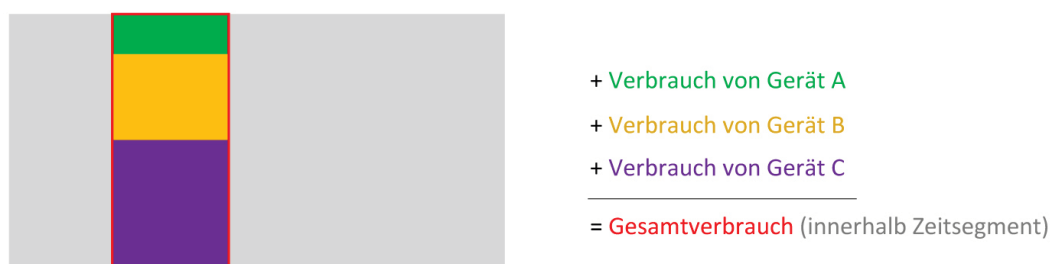 + Verbrauch von Gerät A
+ Verbrauch von Gerät B
+ Verbrauch von Gerät C
= Gesamtverbrauch (innerhalb Zeitsegment)